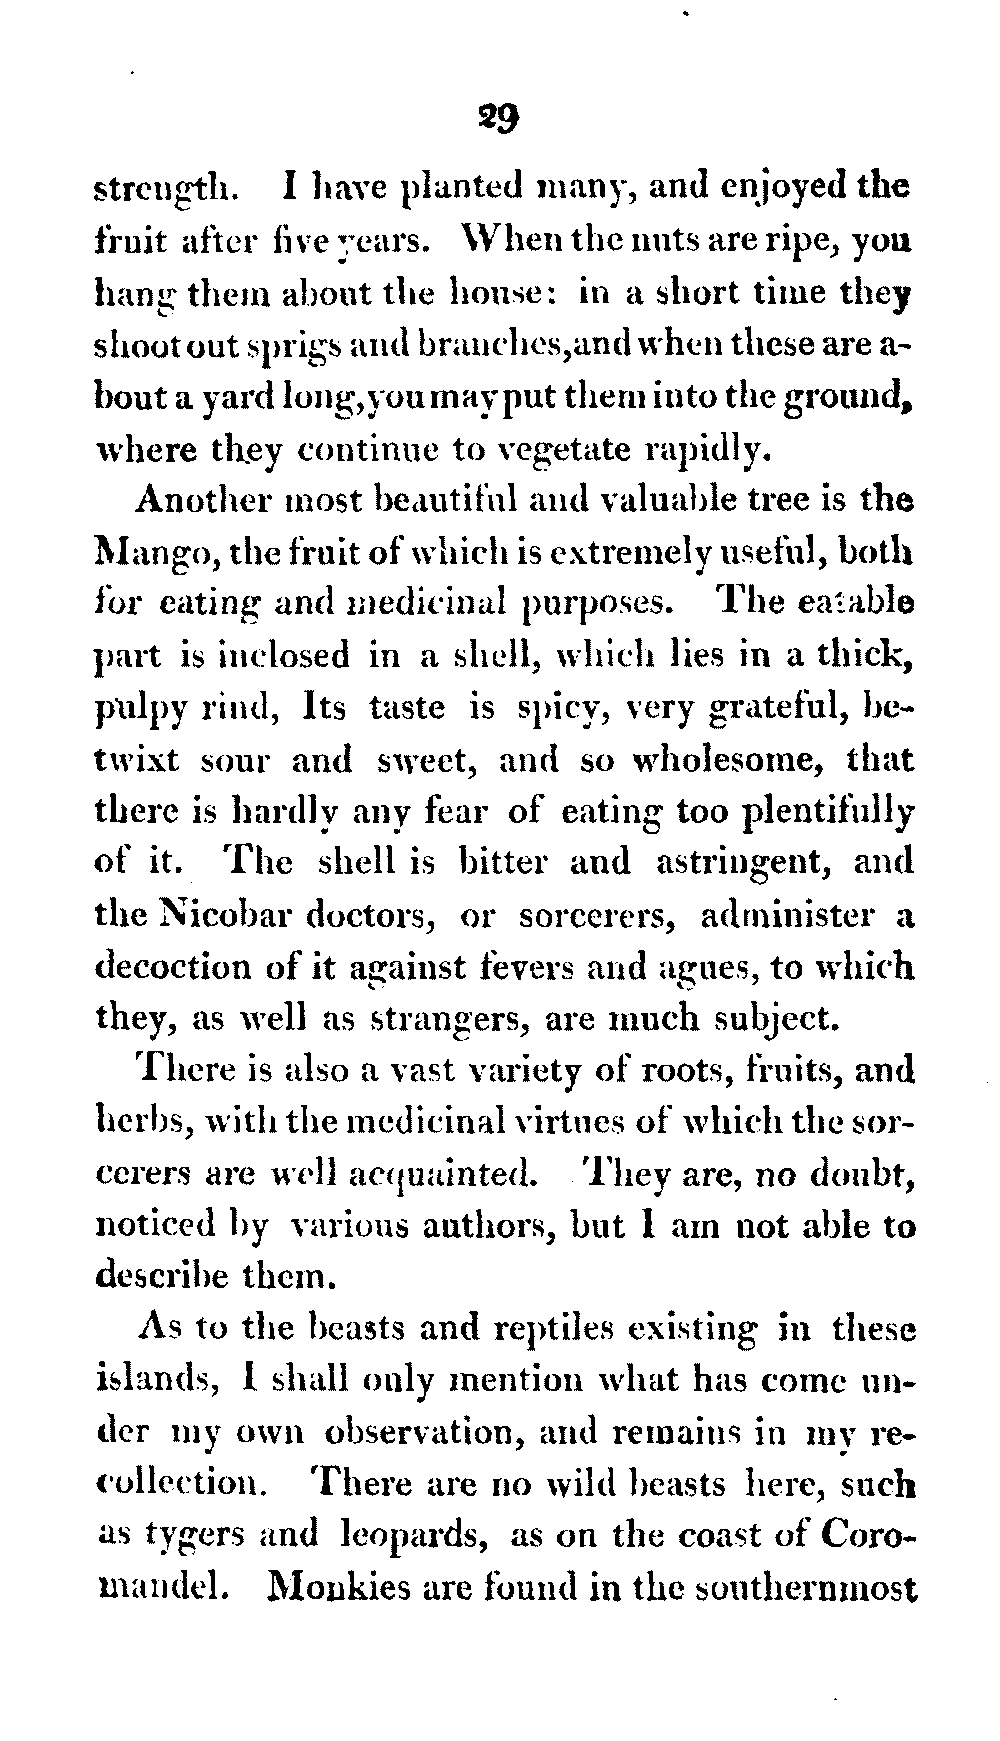 29
strength. I have planted many, and enjoyed the
fruit after five years. When the nuts are ripe, you
hang them about the house: in a short time they
shoot out sprigs and branches, and when these are a-
bout a yard long, you may put them into the ground,
where they continue to vegetate rapidly.
Another most beautiful and valuable tree is the
Mango, the fruit of which is extremely useful, both
for eating and medicinal purposes. The eatable
part is inclosed in a shell, which lies in a thick,
pulpy rind, Its taste is spicy, very grateful, be-
twixt sour and sweet, and so wholesome, that
there is hardly any fear of eating too plentifully
of it. The shell is bitter and astringent, and
the Nicobar doctors, or sorcerers, administer a
decoction of it against fevers and agues, to which
they, as well as strangers, are much subject.
There is also a vast variety of roots, fruits, and
herbs, with the medicinal virtues of which the sor-
cerers are well acquainted. They are, no doubt,
noticed by various authors, but I am not able to
describe them.
As to the beasts and reptiles existing in these
islands, I shall only mention what has come un-
der my own observation, and remains in my re-
collection. There are no wild beasts here, such
as tygers and leopards, as on the coast of Coro-
mandel. Monkies are found in the southernmost